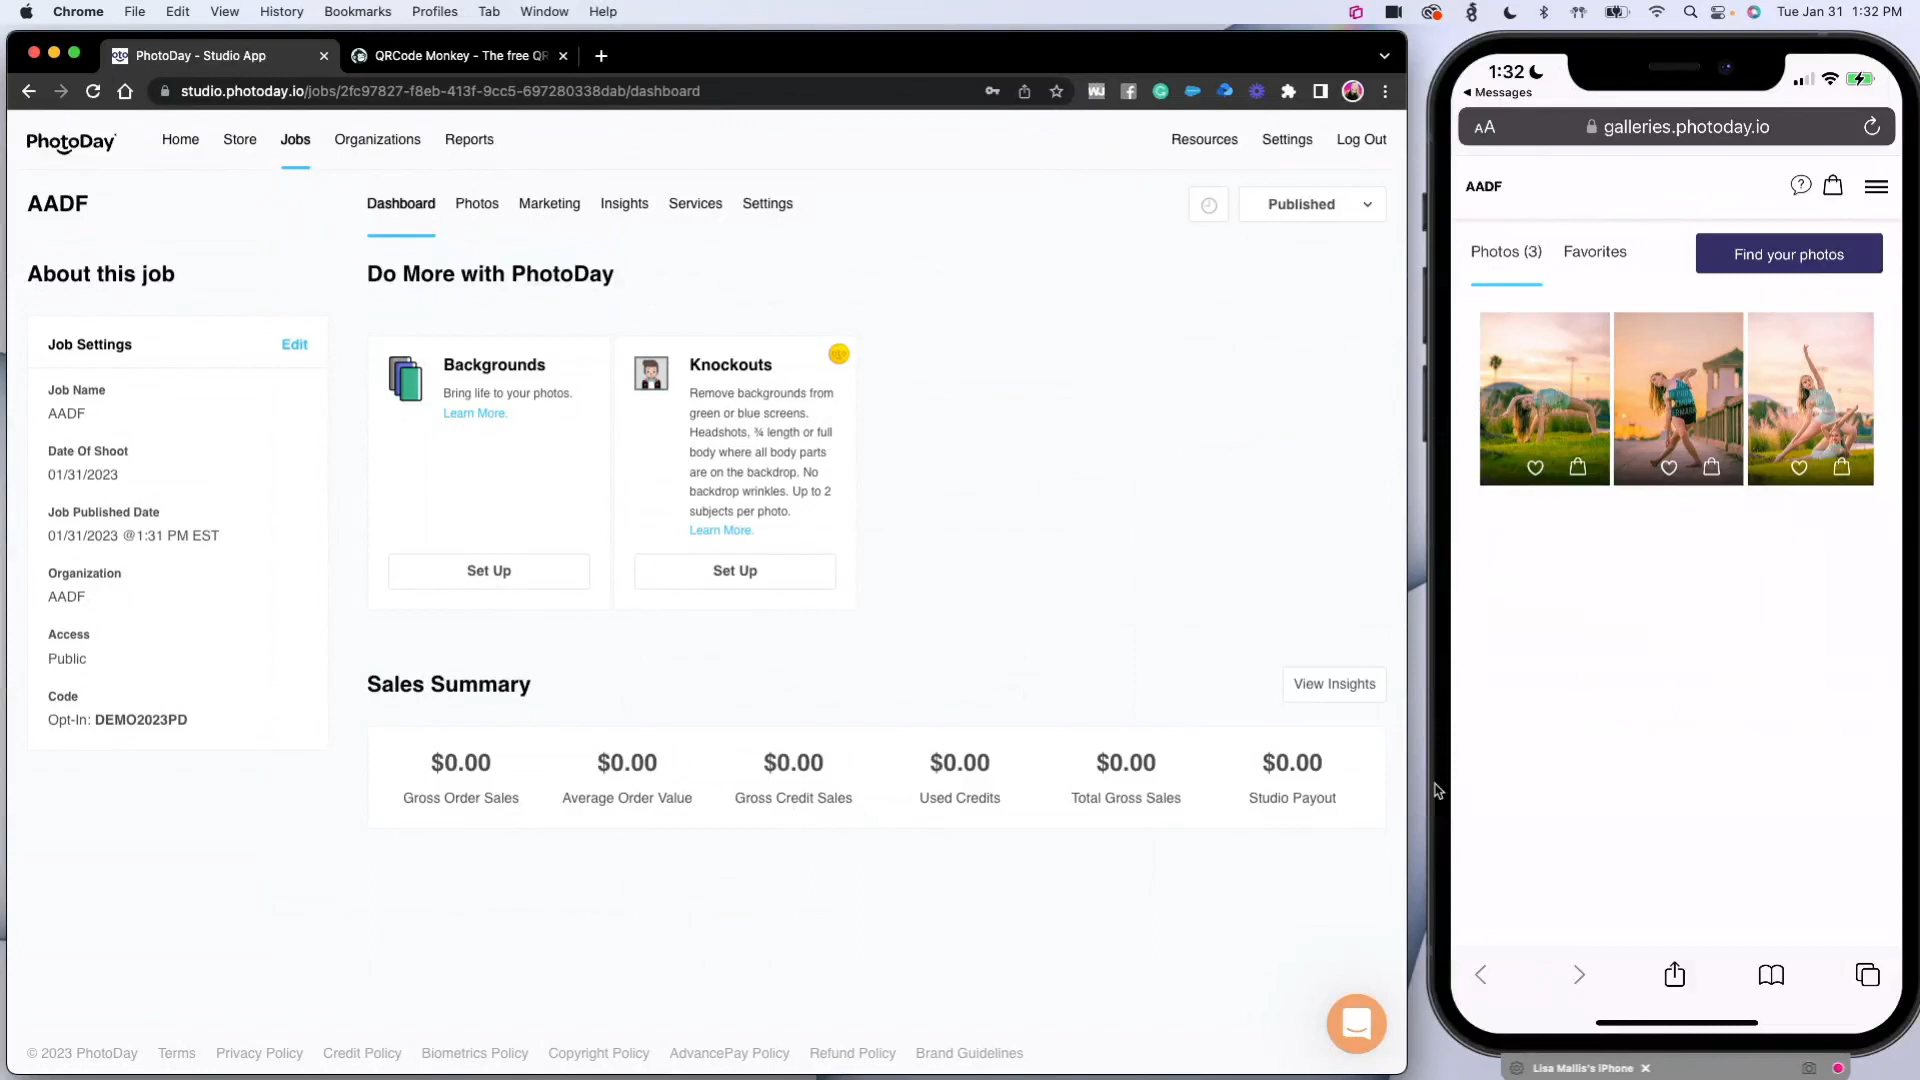 Chrome File Edit View History Bookmarks Profiles Tab Window Help
Tue Jan 31 1:32 PM
PhotoDay - Studio App
QRCode Monkey - The free QR
studio.photoday.io/jobs/2fc97827-f8eb-413f-9cc5-697280338dab/dashboard
PhotoDay
Home Store Jobs Organizations Reports
Resources Settings Log Out
AADF
Dashboard Photos Marketing Insights Services Settings
Published
About this job
Job Settings
Edit
Job Name
AADF
Date Of Shoot
01/31/2023
Job Published Date
01/31/2023 @1:31 PM EST
Organization
AADF
Access
Public
Code
Opt-In: DEMO2023PD
Do More with PhotoDay
Backgrounds
Bring life to your photos.
Learn More.
Set Up
Knockouts
Remove backgrounds from
green or blue screens.
Headshots, ¾ length or full
body where all body parts
are on the backdrop. No
backdrop wrinkles. Up to 2
subjects per photo.
Learn More.
Set Up
Sales Summary
View Insights
$0.00 $0.00 $0.00 $0.00 $0.00 $0.00
Gross Order Sales Average Order Value Gross Credit Sales Used Credits Total Gross Sales Studio Payout
© 2023 PhotoDay Terms Privacy Policy Credit Policy Biometrics Policy Copyright Policy AdvancePay Policy Refund Policy Brand Guidelines
1:32
Messages
AA
galleries.photoday.io
AADF
Photos (3) Favorites
Find your photos
Lisa Mallis's iPhone